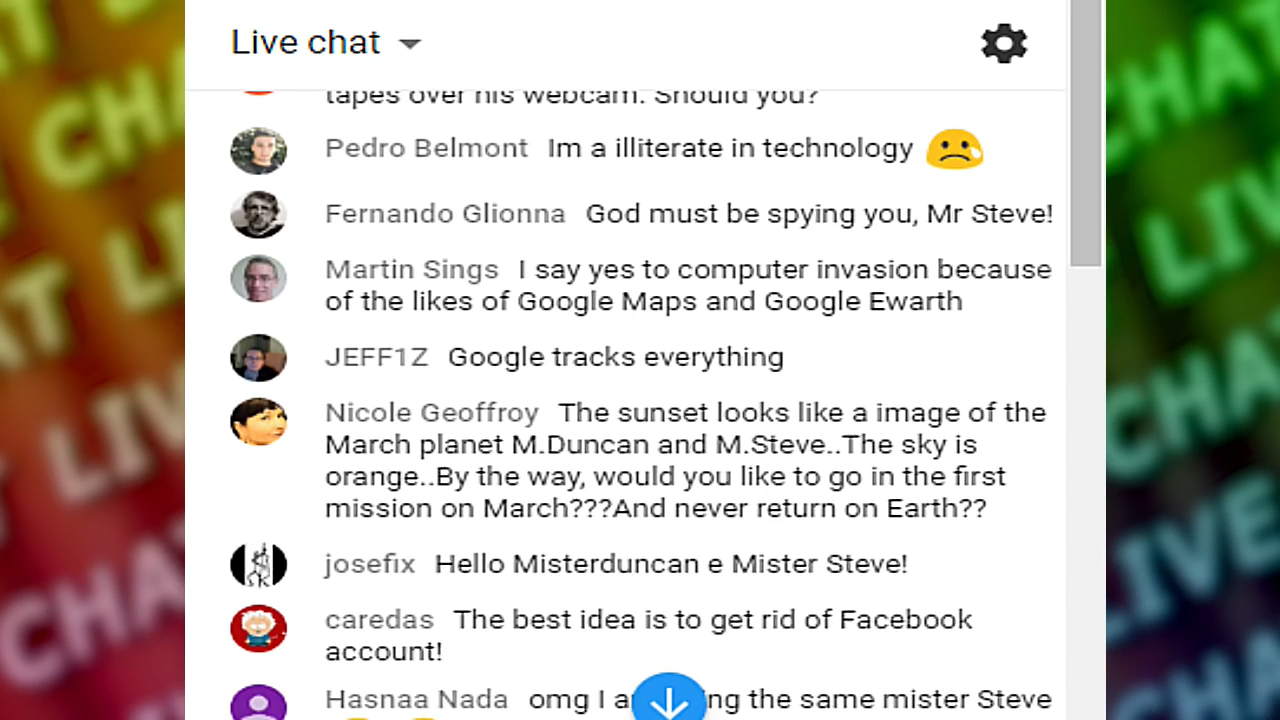 Live chat
tapes over his webcam. Should you?
Pedro Belmont Im a illiterate in technology
Fernando Glionna God must be spying you, Mr Steve!
Martin Sings I say yes to computer invasion because
of the likes of Google Maps and Google Ewarth
JEFF1Z Google tracks everything
Nicole Geoffroy The sunset looks like a image of the
March planet M.Duncan and M.Steve..The sky is
orange..By the way, would you like to go in the first
mission on March???And never return on Earth??
josefix Hello Misterduncan e Mister Steve!
caredas The best idea is to get rid of Facebook
account!
Hasnaa Nada omg I the same mister Steve